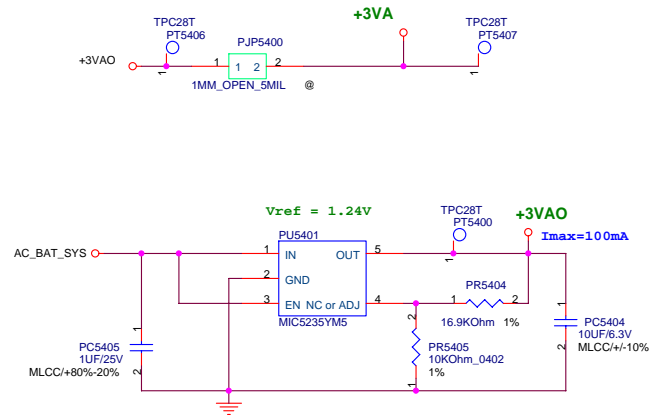 +3VA
TPC28T
PT5406
TPC28T
PT5407
PJP5400
+3VAO
1
1
1 2
2
1
1MM_OPEN_5MIL @
Vref = 1.24V
TPC28T
PT5400
+3VAO
Imax=100mA
PU5401
AC_BAT_SYS
1
IN
OUT
5
1
2
GND
PR5404
3
EN
NC or ADJ
4
1
2
MIC5235YM5
16.9KOhm 1%
1
PC5404
10UF/6.3V
MLCC/+/-10%
2
1
PC5405
1UF/25V
MLCC/+80%-20%
2
2
PR5405
10KOhm_0402
1%
1